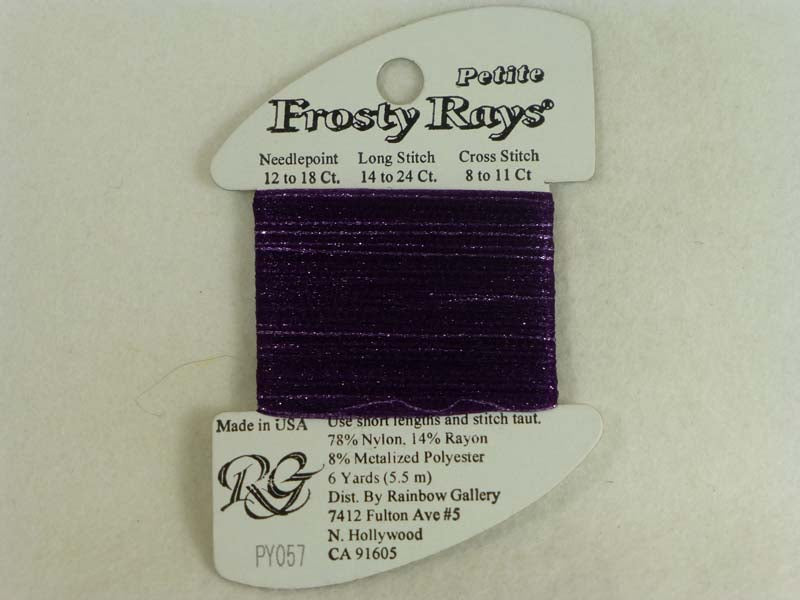 Petite
Frosty Rays®
Needlepoint Long Stitch Cross Stitch
12 to 18 Ct. 14 to 24 Ct. 8 to 11 Ct
Made in USA
Use short lengths and stitch taut.
78% Nylon, 14% Rayon
8% Metalized Polyester
RG
6 Yards (5.5 m)
Dist. By Rainbow Gallery
7412 Fulton Ave #5
N. Hollywood
PY057
CA 91605